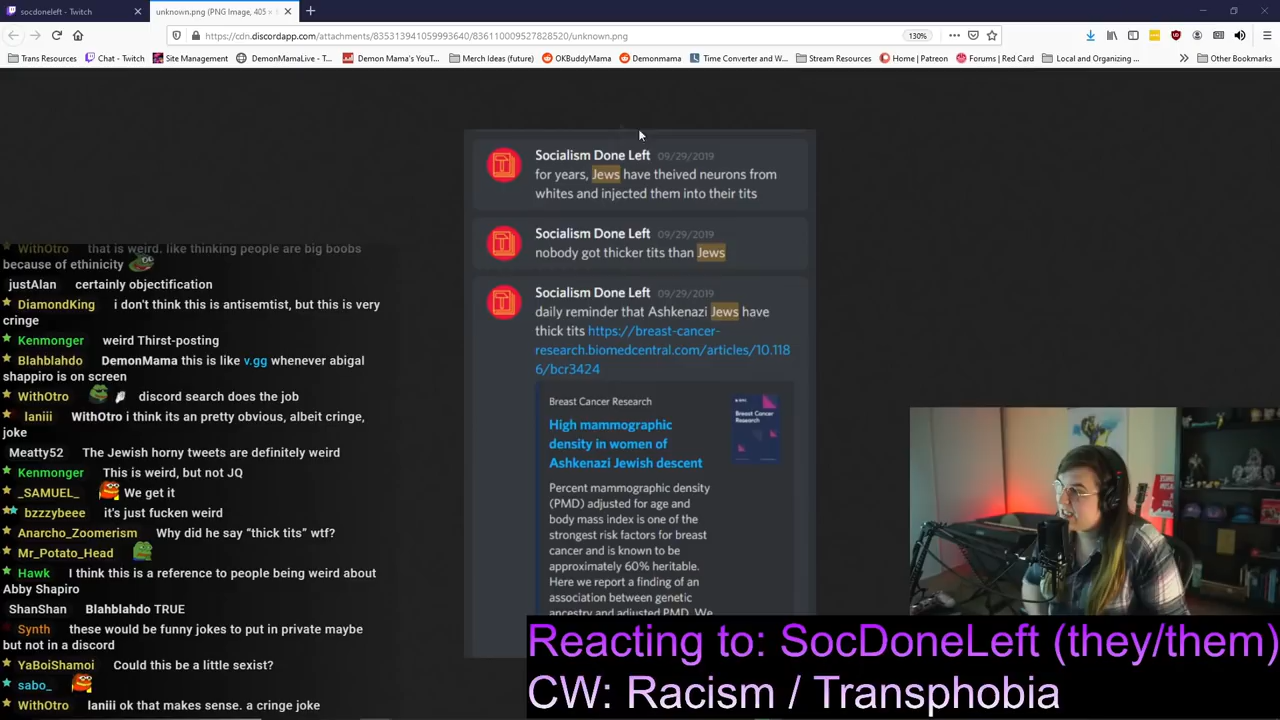 socdoneleft - Twitch
unknown.png (PNG Image, 405 ×
https://cdn.discordapp.com/attachments/835313941059993640/836110009527828520/unknown.png
130%
Trans Resources
Chat - Twitch
Site Management
DemonMamaLive - T...
Demon Mama's YouT...
Merch Ideas (future)
OKBuddyMama
Demonmama
Time Converter and W...
Stream Resources
Home | Patreon
Forums | Red Card
Local and Organizing ...
Other Bookmarks
Socialism Done Left 09/29/2019
for years, Jews have theived neurons from
whites and injected them into their tits
Socialism Done Left 09/29/2019
nobody got thicker tits than Jews
Socialism Done Left 09/29/2019
daily reminder that Ashkenazi Jews have
thick tits https://breast-cancer-
research.biomedcentral.com/articles/10.118
6/bcr3424
Breast Cancer Research
High mammographic
density in women of
Ashkenazi Jewish descent
Breast Cancer
Research
Percent mammographic density
(PMD) adjusted for age and
body mass index is one of the
strongest risk factors for breast
cancer and is known to be
approximately 60% heritable.
Here we report a finding of an
association between genetic
ancestry and adjusted PMD. We
WithOtro that is weird. like thinking people are big boobs
because of ethinicity
justAlan certainly objectification
DiamondKing i don't think this is antisemtist, but this is very
cringe
Kenmonger weird Thirst-posting
Blahblahdo DemonMama this is like v.gg whenever abigal
shappiro is on screen
WithOtro discord search does the job
laniii WithOtro i think its an pretty obvious, albeit cringe,
joke
Meatty52 The Jewish horny tweets are definitely weird
Kenmonger This is weird, but not JQ
_SAMUEL_ We get it
bzzzybeee it's just fucken weird
Anarcho_Zoomerism Why did he say “thick tits” wtf?
Mr_Potato_Head
Hawk I think this is a reference to people being weird about
Abby Shapiro
ShanShan Blahblahdo TRUE
Synth these would be funny jokes to put in private maybe
but not in a discord
YaBoiShamoi Could this be a little sexist?
sabo_
WithOtro laniii ok that makes sense. a cringe joke
Reacting to: SocDoneLeft (they/them)
CW: Racism / Transphobia